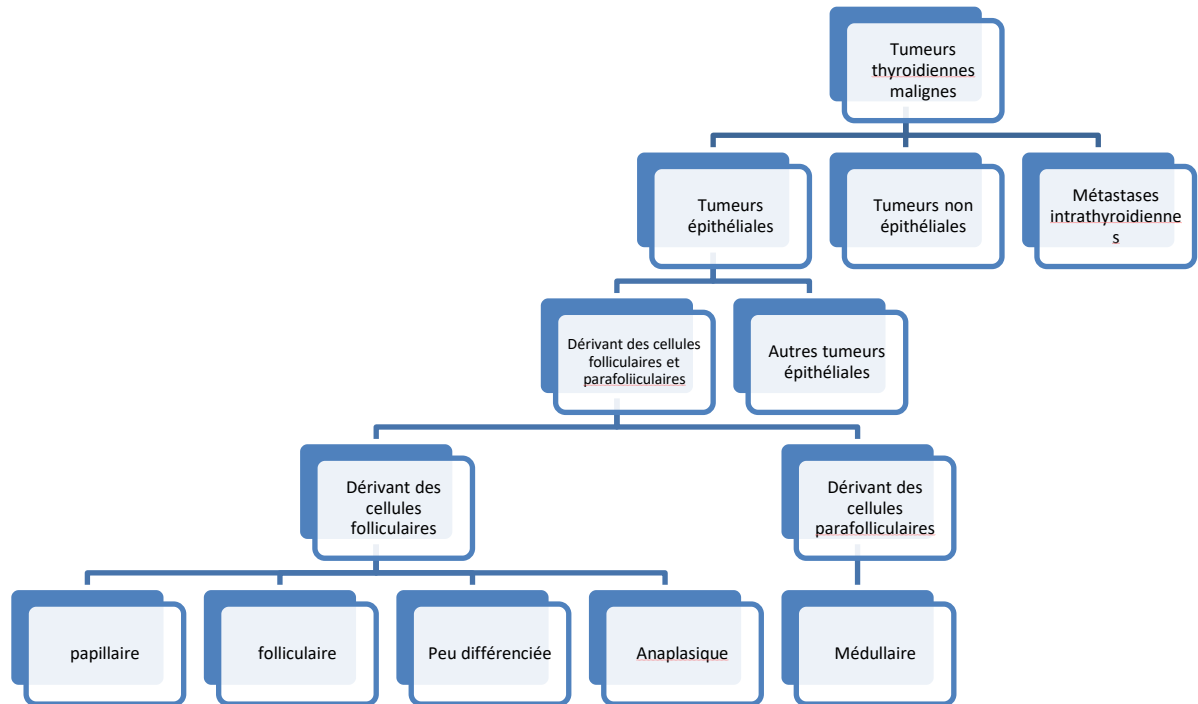 Tumeurs
thyroidiennes
malignes
Tumeurs
épithéliales
Tumeurs non
épithéliales
Métastases
intrathyroidienne
s
Dérivant des cellules
folliculaires et
parafoliiculaires
Autres tumeurs
épithéliales
Dérivant des
cellules
folliculaires
Dérivant des
cellules
parafolliculaires
papillaire
folliculaire
Peu différenciée
Anaplasique
Médullaire